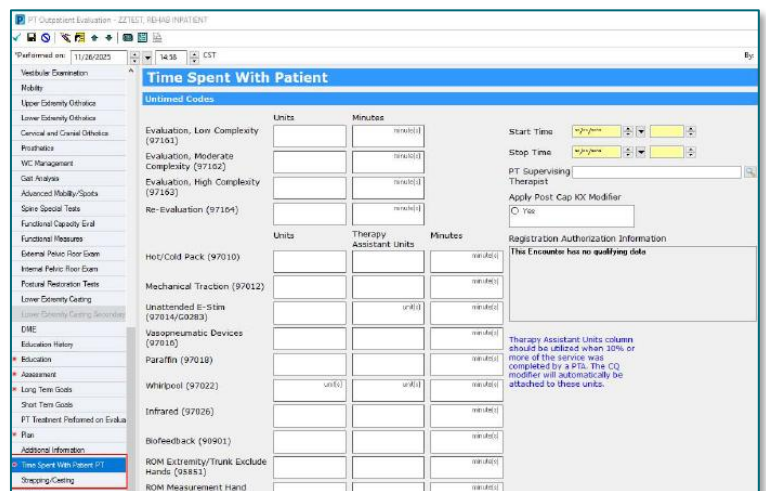 PT Outpatient Evaluation - ZZTEST, REHAB INPATIENT
*Performed on: 11/26/2025 14:56 CST By:
Vestibular Examination
Mobility
Upper Extremity Orthotics
Lower Extremity Orthotics
Cervical and Cranial Orthotics
Prosthetics
WC Management
Gait Analysis
Advanced Mobility/Sports
Spine Special Tests
Functional Capacity Eval
Functional Measures
External Pelvic Floor Exam
Internal Pelvic Floor Exam
Postural Restoration Tests
Lower Extremity Casting
Lower Extremity Casting Secondary
DME
Education History
* Education
* Assessment
* Long Term Goals
Short Term Goals
PT Treatment Performed on Evalua
* Plan
Additional Information
Time Spent With Patient PT
Strapping/Casting
Time Spent With Patient
Untimed Codes
Units Minutes
Evaluation, Low Complexity
(97161) minute(s)
Evaluation, Moderate
Complexity (97162) minute(s)
Evaluation, High Complexity
(97163) minute(s)
Re-Evaluation (97164) minute(s)
Units Therapy
Assistant Units Minutes
Hot/Cold Pack (97010) minute(s)
Mechanical Traction (97012) minute(s)
Unattended E-Stim
(97014/G0283) unit(s) minute(s)
Vasopneumatic Devices
(97016) minute(s)
Paraffin (97018) minute(s)
Whirlpool (97022) unit(s) unit(s) minute(s)
Infrared (97026) minute(s)
Biofeedback (90901) minute(s)
ROM Extremity/Trunk Exclude
Hands (95851) minute(s)
ROM Measurement Hand minute(s)
Start Time **/**/****
Stop Time **/**/****
PT Supervising
Therapist
Apply Post Cap KX Modifier
Yes
Registration Authorization Information
This Encounter has no qualifying data
Therapy Assistant Units column
should be utilized when 10% or
more of the service was
completed by a PTA. The CQ
modifier will automatically be
attached to these units.